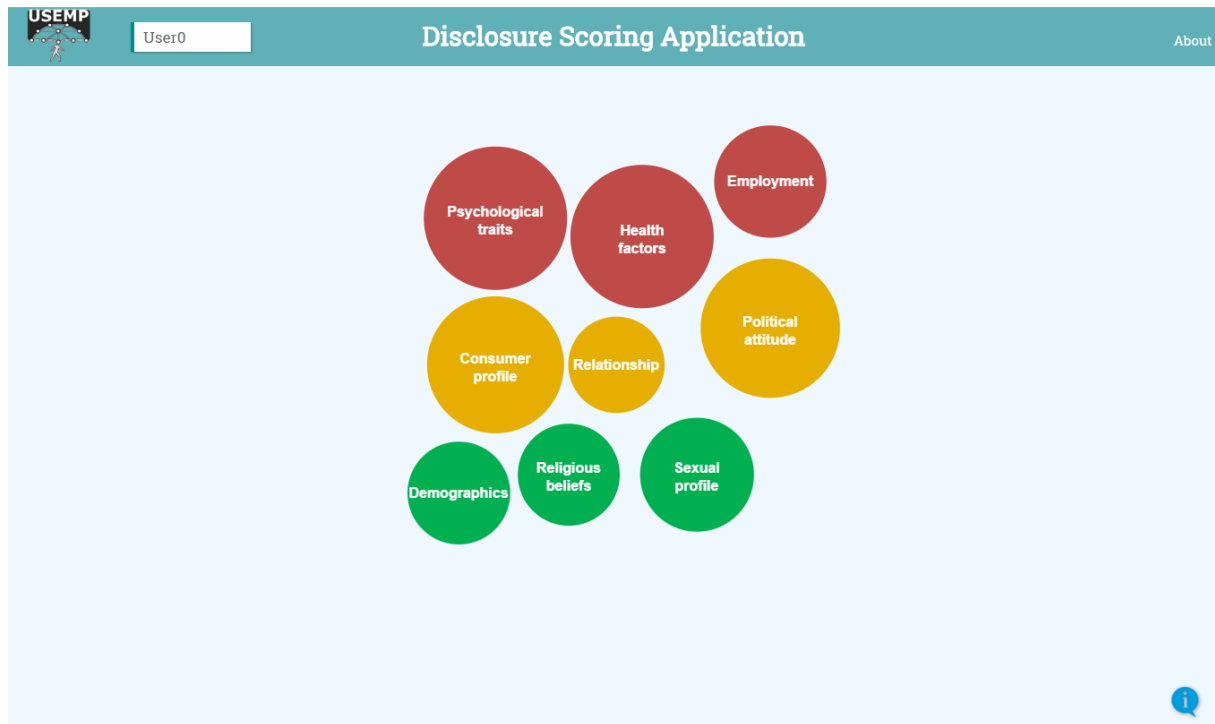 USEMP
User0
Disclosure Scoring Application
About
Employment
Psychological
traits
Health
factors
Political
attitude
Consumer
profile
Relationship
Demographics
Religious
beliefs
Sexual
profile
i